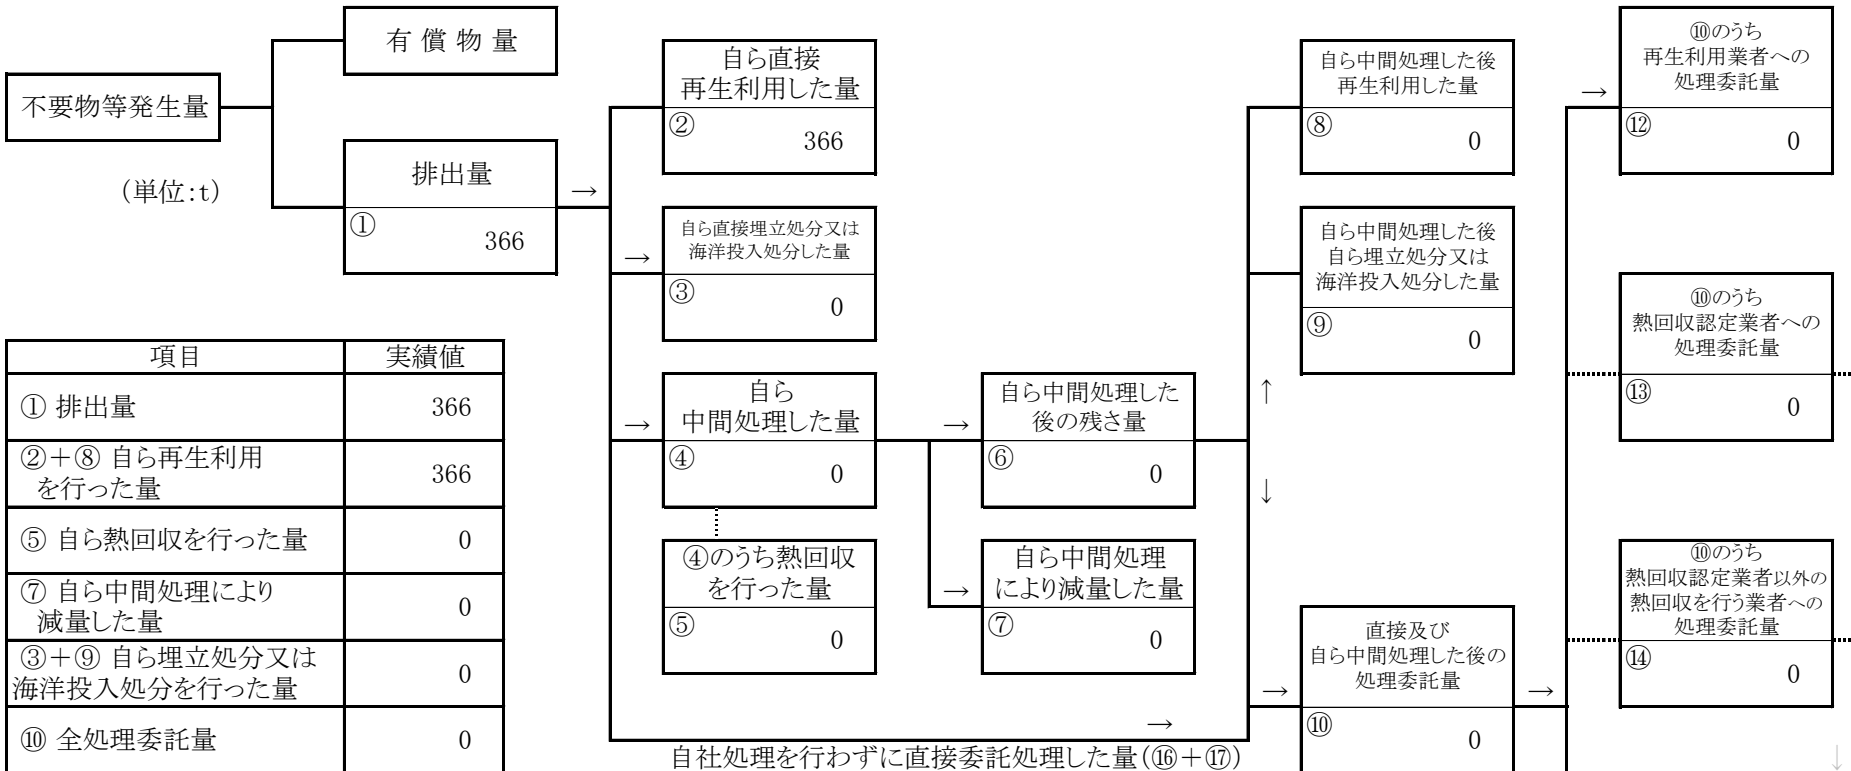 有 償 物 量
不要物等発生量
(単位:t)
排出量
①
366
→
自ら直接
再生利用した量
②
366
→
自ら直接埋立処分又は
海洋投入処分した量
③
0
→
自ら
中間処理した量
④
0
④のうち熱回収
を行った量
⑤
0
→
自ら中間処理した
後の残さ量
⑥
0
→
自ら中間処理
により減量した量
⑦
0
↑
↓
自ら中間処理した後
再生利用した量
⑧
0
自ら中間処理した後
自ら埋立処分又は
海洋投入処分した量
⑨
0
→
自社処理を行わずに直接委託処理した量(⑯+⑰)
→
直接及び
自ら中間処理した後の
処理委託量
⑩
0
→
→
⑩のうち
再生利用業者への
処理委託量
⑫
0
⑩のうち
熱回収認定業者への
処理委託量
⑬
0
⑩のうち
熱回収認定業者以外の
熱回収を行う業者への
処理委託量
⑭
0
↓
項目 実績値
① 排出量 366
②+⑧ 自ら再生利用
を行った量 366
⑤ 自ら熱回収を行った量 0
⑦ 自ら中間処理により
減量した量 0
③+⑨ 自ら埋立処分又は
海洋投入処分を行った量 0
⑩ 全処理委託量 0